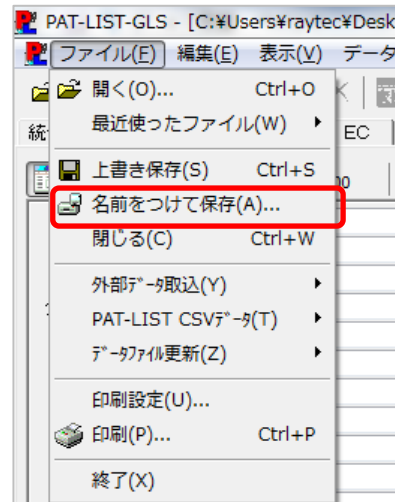 PAT-LIST-GLS - [C:¥Users¥raytec¥Desk
ファイル(F) 編集(E) 表示(V) データ
開く(O)... Ctrl+O
最近使ったファイル(W)
統 EC
上書き保存(S) Ctrl+S
名前をつけて保存(A)...
閉じる(C) Ctrl+W
外部ﾃﾞｰﾀ取込(Y)
PAT-LIST CSVﾃﾞｰﾀ(T)
ﾃﾞｰﾀﾌｧｲﾙ更新(Z)
印刷設定(U)...
印刷(P)... Ctrl+P
終了(X)